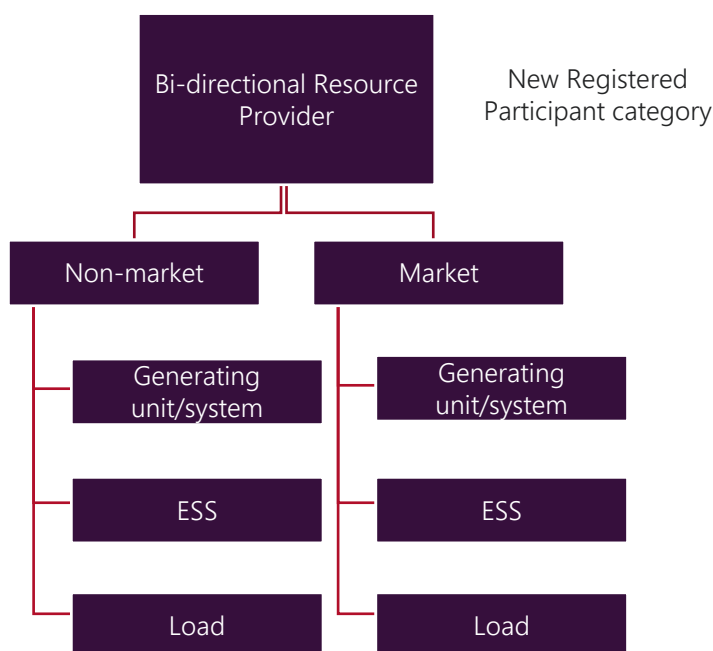 Bi-directional Resource
Provider
New Registered
Participant category
Non-market
Market
Generating
unit/system
Generating
unit/system
ESS
ESS
Load
Load